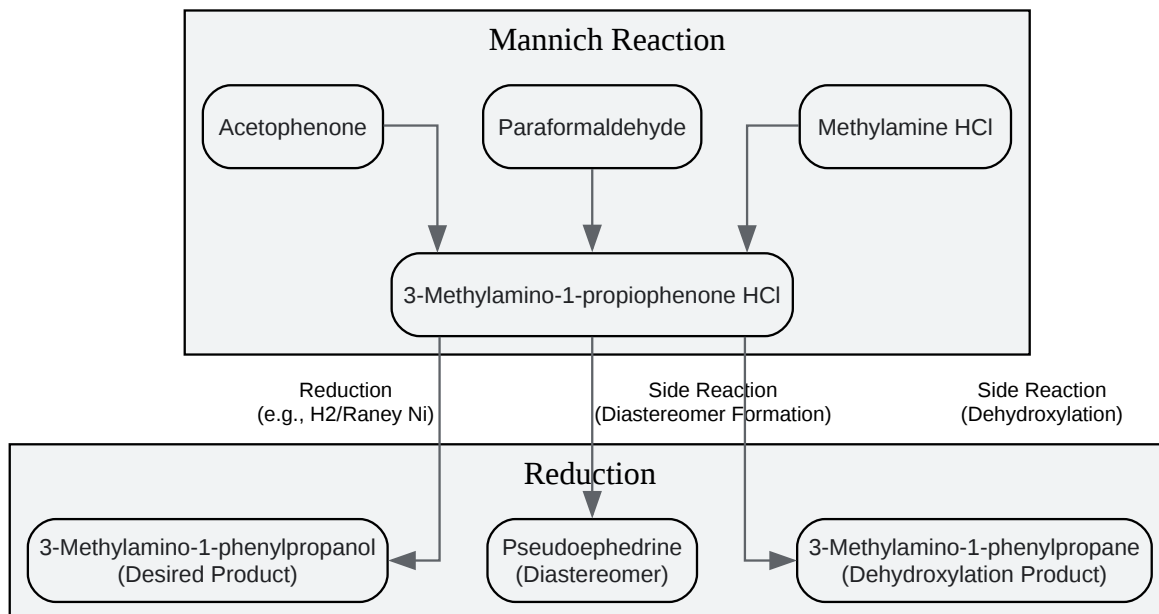 Mannich Reaction
Acetophenone
Paraformaldehyde
Methylamine HCl
3-Methylamino-1-propiophenone HCl
Reduction
(e.g., H2/Raney Ni)
Side Reaction
(Diastereomer Formation)
Side Reaction
(Dehydroxylation)
Reduction
3-Methylamino-1-phenylpropanol
(Desired Product)
Pseudoephedrine
(Diastereomer)
3-Methylamino-1-phenylpropane
(Dehydroxylation Product)